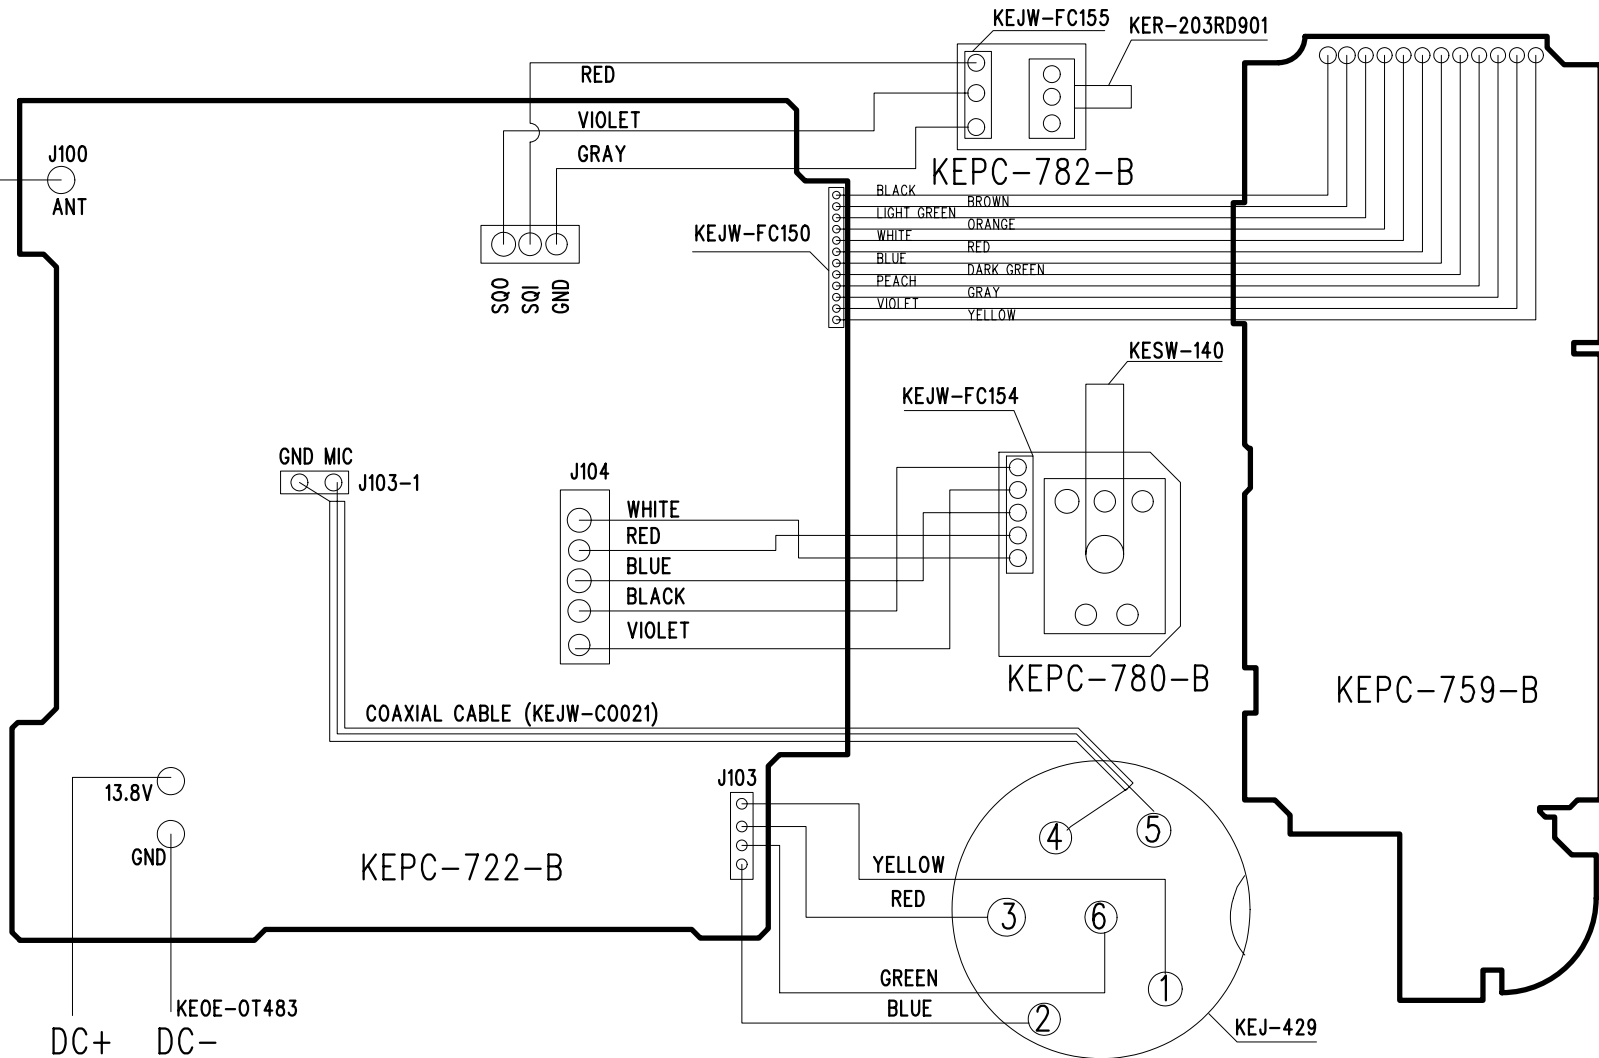 KEJW-FC155
KER-203RD901
RED
VIOLET
GRAY
J100
ANT
KEPC-782-B
BLACK
BROWN
LIGHT GREEN
ORANGE
WHITE
RED
BLUE
DARK GREEN
PEACH
GRAY
VIOLET
YELLOW
KEJW-FC150
SQO
SQI
GND
KESW-140
KEJW-FC154
GND MIC
J103-1
J104
WHITE
RED
BLUE
BLACK
VIOLET
KEPC-780-B
KEPC-759-B
COAXIAL CABLE (KEJW-CO021)
13.8V
GND
J103
KEPC-722-B
4
5
YELLOW
RED
3
6
GREEN
1
BLUE
2
KEOE-OT483
KEJ-429
DC+
DC-